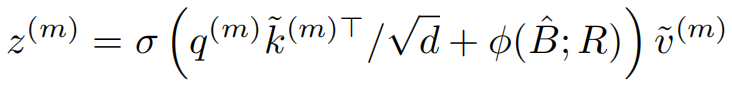 z^{(m)} = σ ( q^{(m)} k̃^{(m)⊤} / √d + ϕ(B̂; R) ) ṽ^{(m)}